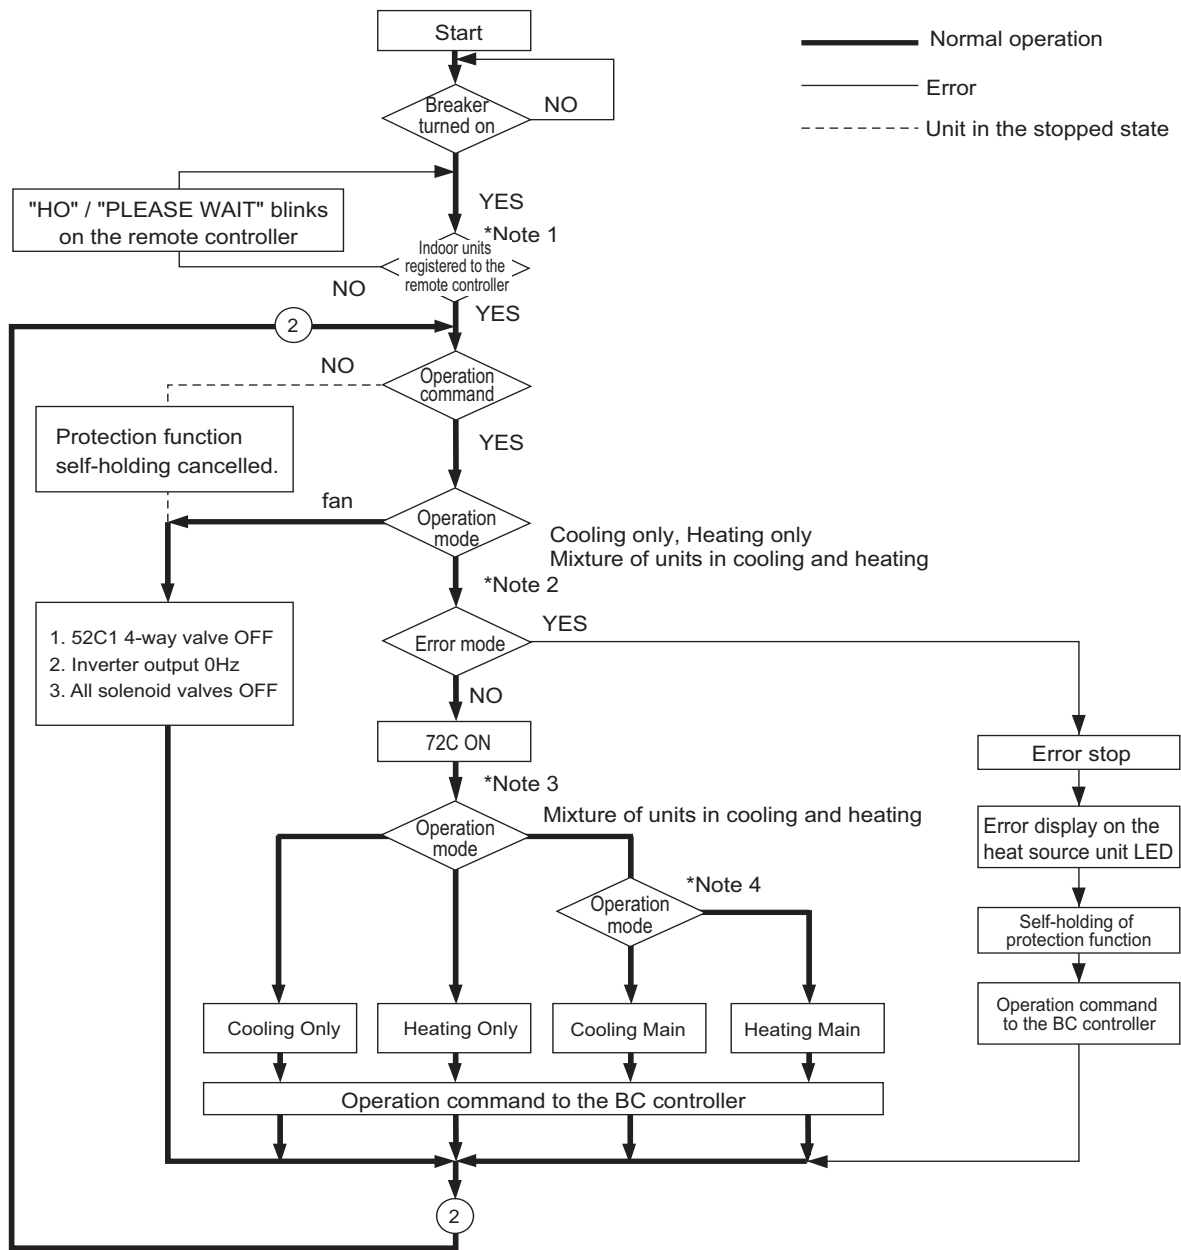 Start
Normal operation
Error
Unit in the stopped state
Breaker
turned on
NO
YES
"HO" / "PLEASE WAIT" blinks
on the remote controller
*Note 1
Indoor units
registered to the
remote controller
NO
YES
2
NO
Operation
command
YES
Protection function
self-holding cancelled.
fan
Operation
mode
Cooling only, Heating only
Mixture of units in cooling and heating
*Note 2
1. 52C1 4-way valve OFF
2. Inverter output 0Hz
3. All solenoid valves OFF
Error mode
YES
NO
72C ON
Error stop
*Note 3
Mixture of units in cooling and heating
Operation
mode
Error display on the
heat source unit LED
*Note 4
Operation
mode
Self-holding of
protection function
Operation command
to the BC controller
Cooling Only
Heating Only
Cooling Main
Heating Main
Operation command to the BC controller
2